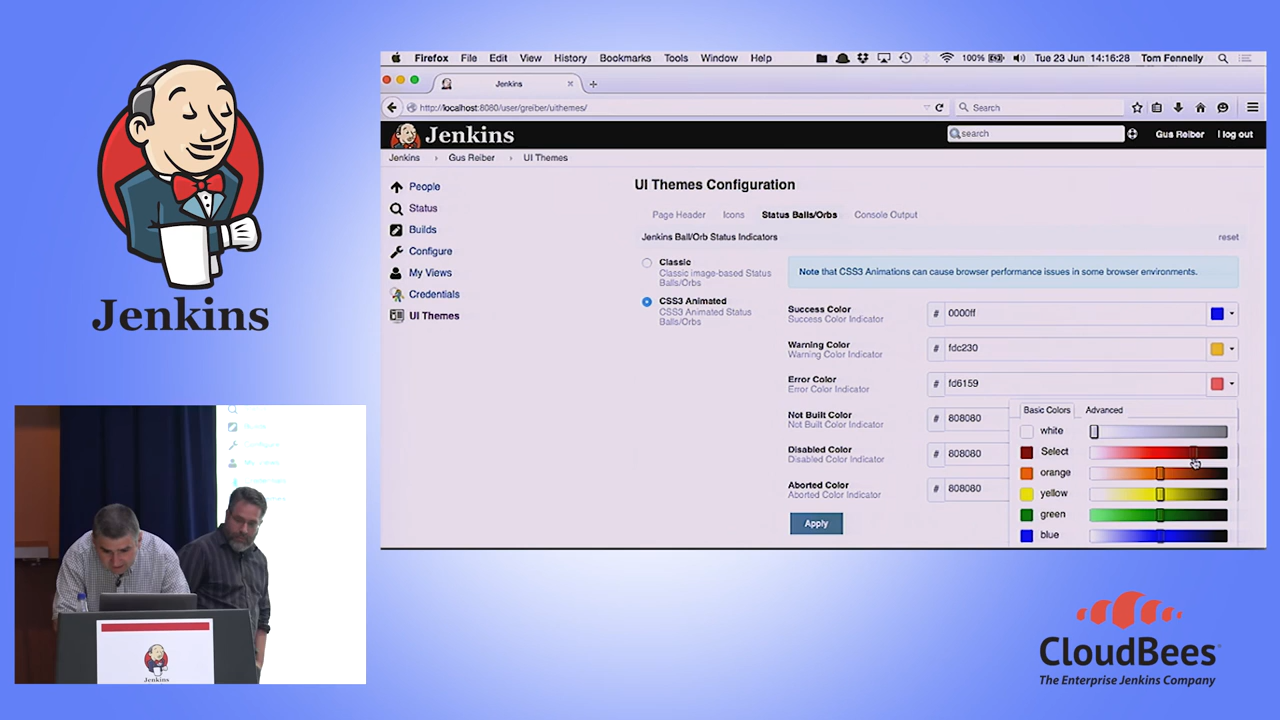 Jenkins
Firefox File Edit View History Bookmarks Tools Window Help 100% Tue 23 Jun 14:16:28 Tom Fennelly
Jenkins
http://localhost:8080/user/greiber/uithemes/
Search
Jenkins
search
Gus Reiber
log out
Jenkins › Gus Reiber › UI Themes
People
Status
Builds
Configure
My Views
Credentials
UI Themes
UI Themes Configuration
Page Header Icons Status Balls/Orbs Console Output
Jenkins Ball/Orb Status Indicators
reset
Classic
Classic image-based Status
Balls/Orbs
CSS3 Animated
CSS3 Animated Status
Balls/Orbs
Note that CSS3 Animations can cause browser performance issues in some browser environments.
Success Color
Success Color Indicator
# 0000ff
Warning Color
Warning Color Indicator
# fdc230
Error Color
Error Color Indicator
# fd6159
Not Built Color
Not Built Color Indicator
# 808080
Disabled Color
Disabled Color Indicator
# 808080
Aborted Color
Aborted Color Indicator
# 808080
Apply
Basic Colors Advanced
white
Select
orange
yellow
green
blue
Jenkins
CloudBees
The Enterprise Jenkins Company